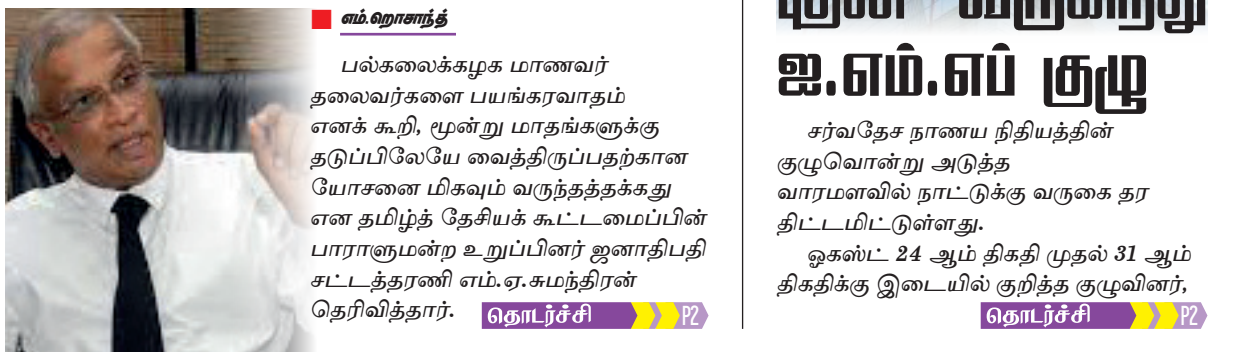 எம்.றொசாந்த்
பல்கலைக்கழக மாணவர்
தலைவர்களை பயங்கரவாதம்
எனக் கூறி, மூன்று மாதங்களுக்கு
தடுப்பிலேயே வைத்திருப்பதற்கான
யோசனை மிகவும் வருந்தத்தக்கது
என தமிழ்த் தேசியக் கூட்டமைப்பின்
பாராளுமன்ற உறுப்பினர் ஜனாதிபதி
சட்டத்தரணி எம்.ஏ.சுமந்திரன்
தெரிவித்தார்.
தொடர்ச்சி P2
ஐ.எம்.எப் குழு
சர்வதேச நாணய நிதியத்தின்
குழுவொன்று அடுத்த
வாரமளவில் நாட்டுக்கு வருகை தர
திட்டமிட்டுள்ளது.
ஓகஸ்ட் 24 ஆம் திகதி முதல் 31 ஆம்
திகதிக்கு இடையில் குறித்த குழுவினர்,
தொடர்ச்சி P2